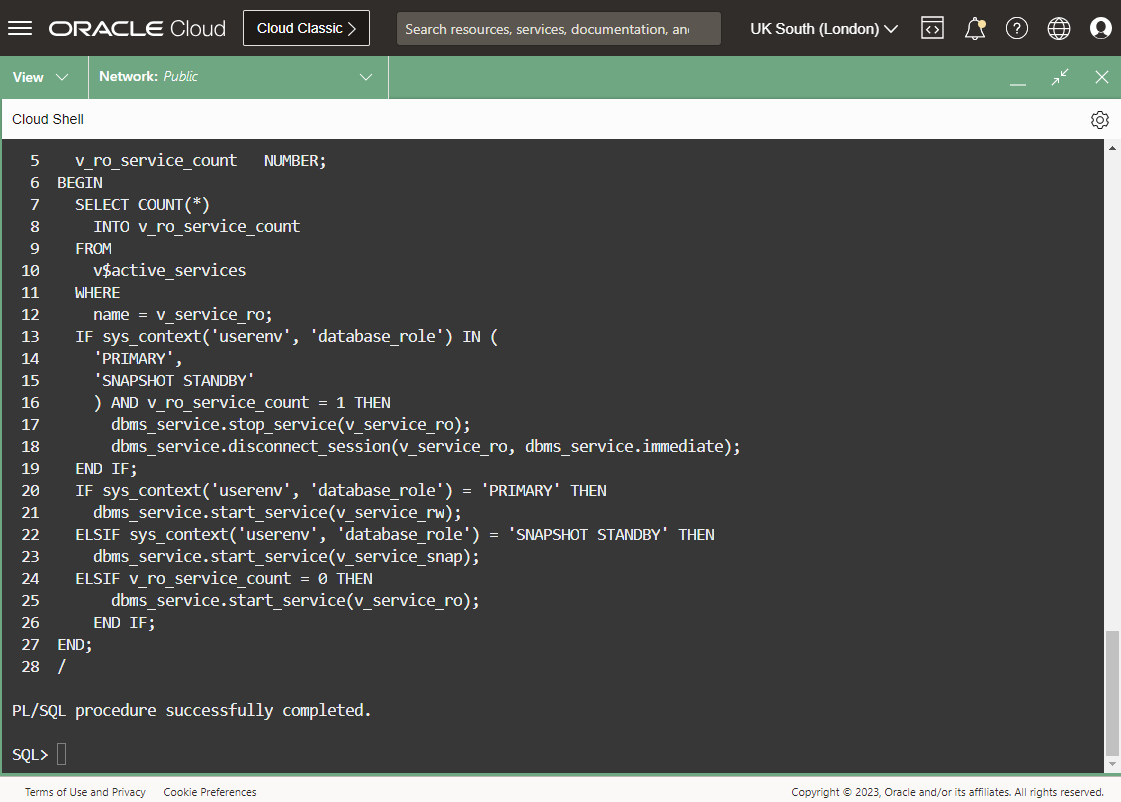 ORACLE Cloud
Cloud Classic >
Search resources, services, documentation, an
UK South (London)
View
Network: Public
Cloud Shell
5 v_ro_service_count NUMBER;
6 BEGIN
7 SELECT COUNT(*)
8 INTO v_ro_service_count
9 FROM
10 v$active_services
11 WHERE
12 name = v_service_ro;
13 IF sys_context('userenv', 'database_role') IN (
14 'PRIMARY',
15 'SNAPSHOT STANDBY'
16 ) AND v_ro_service_count = 1 THEN
17 dbms_service.stop_service(v_service_ro);
18 dbms_service.disconnect_session(v_service_ro, dbms_service.immediate);
19 END IF;
20 IF sys_context('userenv', 'database_role') = 'PRIMARY' THEN
21 dbms_service.start_service(v_service_rw);
22 ELSIF sys_context('userenv', 'database_role') = 'SNAPSHOT STANDBY' THEN
23 dbms_service.start_service(v_service_snap);
24 ELSIF v_ro_service_count = 0 THEN
25 dbms_service.start_service(v_service_ro);
26 END IF;
27 END;
28 /
PL/SQL procedure successfully completed.
SQL>
Terms of Use and Privacy
Cookie Preferences
Copyright © 2023, Oracle and/or its affiliates. All rights reserved.